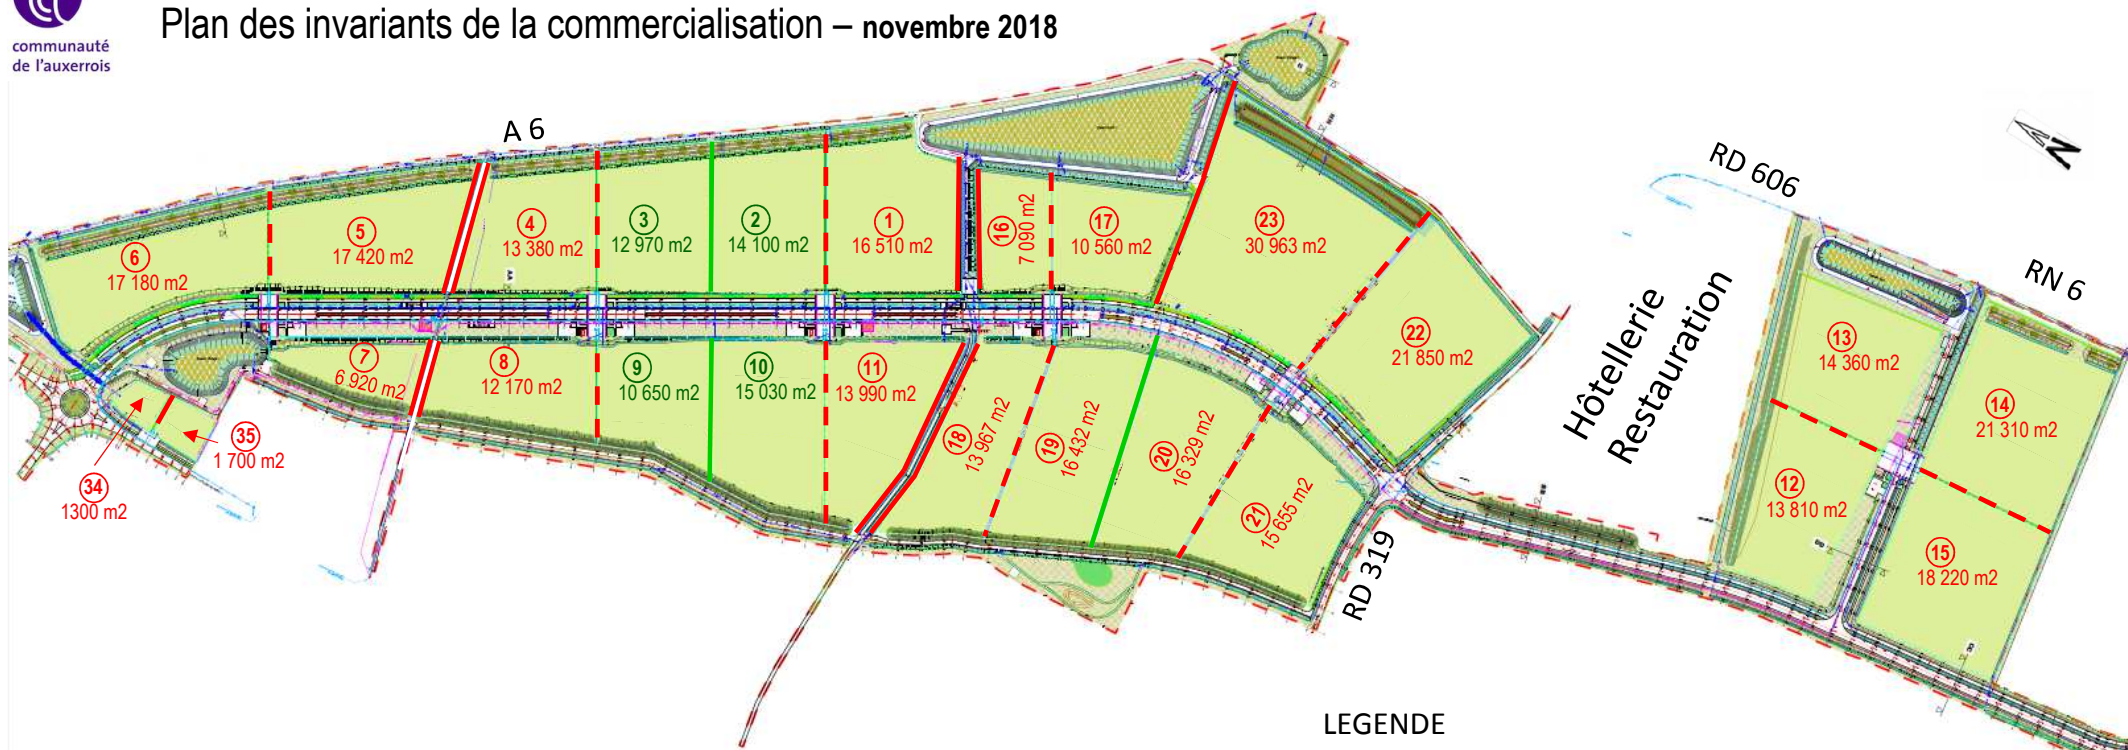 Plan des invariants de la commercialisation – novembre 2018
communauté
de l'auxerrois
A 6
RD 606
RN 6
N
6
17 180 m2
5
17 420 m2
4
13 380 m2
3
12 970 m2
2
14 100 m2
1
16 510 m2
16
7 090 m2
17
10 560 m2
23
30 963 m2
22
21 850 m2
Hôtellerie
Restauration
13
14 360 m2
14
21 310 m2
12
13 810 m2
15
18 220 m2
7
6 920 m2
8
12 170 m2
9
10 650 m2
10
15 030 m2
11
13 990 m2
18
13 967 m2
19
16 432 m2
20
16 329 m2
21
15 655 m2
35
1 700 m2
34
1300 m2
RD 319
LEGENDE